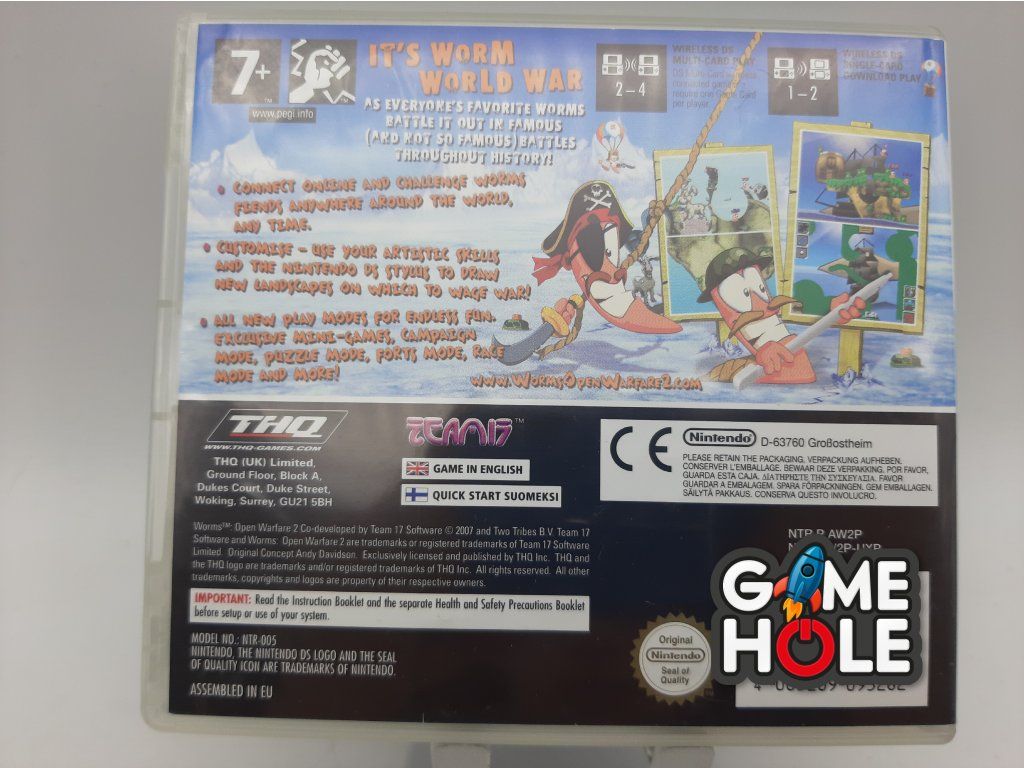 7+
www.pegi.info
IT'S WORM
WORLD WAR
AS EVERYONE'S FAVORITE WORMS
BATTLE IT OUT IN FAMOUS
(AND NOT SO FAMOUS) BATTLES
THROUGHOUT HISTORY!
2-4
WIRELESS DS
MULTI-CARD PLAY
DS Multi-Card wireless
connected games
require one Game Card
per player.
1-2
WIRELESS DS
SINGLE-CARD
DOWNLOAD PLAY
• CONNECT ONLINE AND CHALLENGE WORMS
FIENDS ANYWHERE AROUND THE WORLD,
ANY TIME.
• CUSTOMISE - USE YOUR ARTISTIC SKILLS
AND THE NINTENDO DS STYLUS TO DRAW
NEW LANDSCAPES ON WHICH TO WAGE WAR!
• ALL NEW PLAY MODES FOR ENDLESS FUN.
EXCLUSIVE MINI-GAMES, CAMPAIGN
MODE, PUZZLE MODE, FORTS MODE, RACE
MODE AND MORE!
WWW.WORMSOPENWARFARE2.COM
THQ
WWW.THQ-GAMES.COM
THQ (UK) Limited,
Ground Floor, Block A,
Dukes Court, Duke Street,
Woking, Surrey, GU21 5BH
TEAM17™
GAME IN ENGLISH
QUICK START SUOMEKSI
CE Nintendo D-63760 Großostheim
PLEASE RETAIN THE PACKAGING. VERPACKUNG AUFHEBEN.
CONSERVER L'EMBALLAGE. BEWAAR DEZE VERPAKKING. POR FAVOR,
GUARDA ESTA CAJA. ΔΙΑΤΗΡΗΣΤΕ ΤΗΝ ΣΥΣΚΕΥΑΣΙΑ. FAVOR
GUARDAR A EMBALAGEM. SPARA FÖRPACKNINGEN. GEM EMBALLAGEN.
SÄILYTÄ PAKKAUS. CONSERVA QUESTO INVOLUCRO.
Worms™: Open Warfare 2 Co-developed by Team 17 Software © 2007 and Two Tribes B.V. Team 17
Software and Worms: Open Warfare 2 are trademarks or registered trademarks of Team 17 Software
Limited. Original Concept Andy Davidson. Exclusively licensed and published by THQ Inc. THQ and
the THQ logo are trademarks and/or registered trademarks of THQ Inc. All rights reserved. All other
trademarks, copyrights and logos are property of their respective owners.
IMPORTANT: Read the Instruction Booklet and the separate Health and Safety Precautions Booklet
before setup or use of your system.
MODEL NO.: NTR-005
NINTENDO, THE NINTENDO DS LOGO AND THE SEAL
OF QUALITY ICON ARE TRADEMARKS OF NINTENDO.
ASSEMBLED IN EU
Original
Nintendo
Seal of
Quality
GAME
HOLE